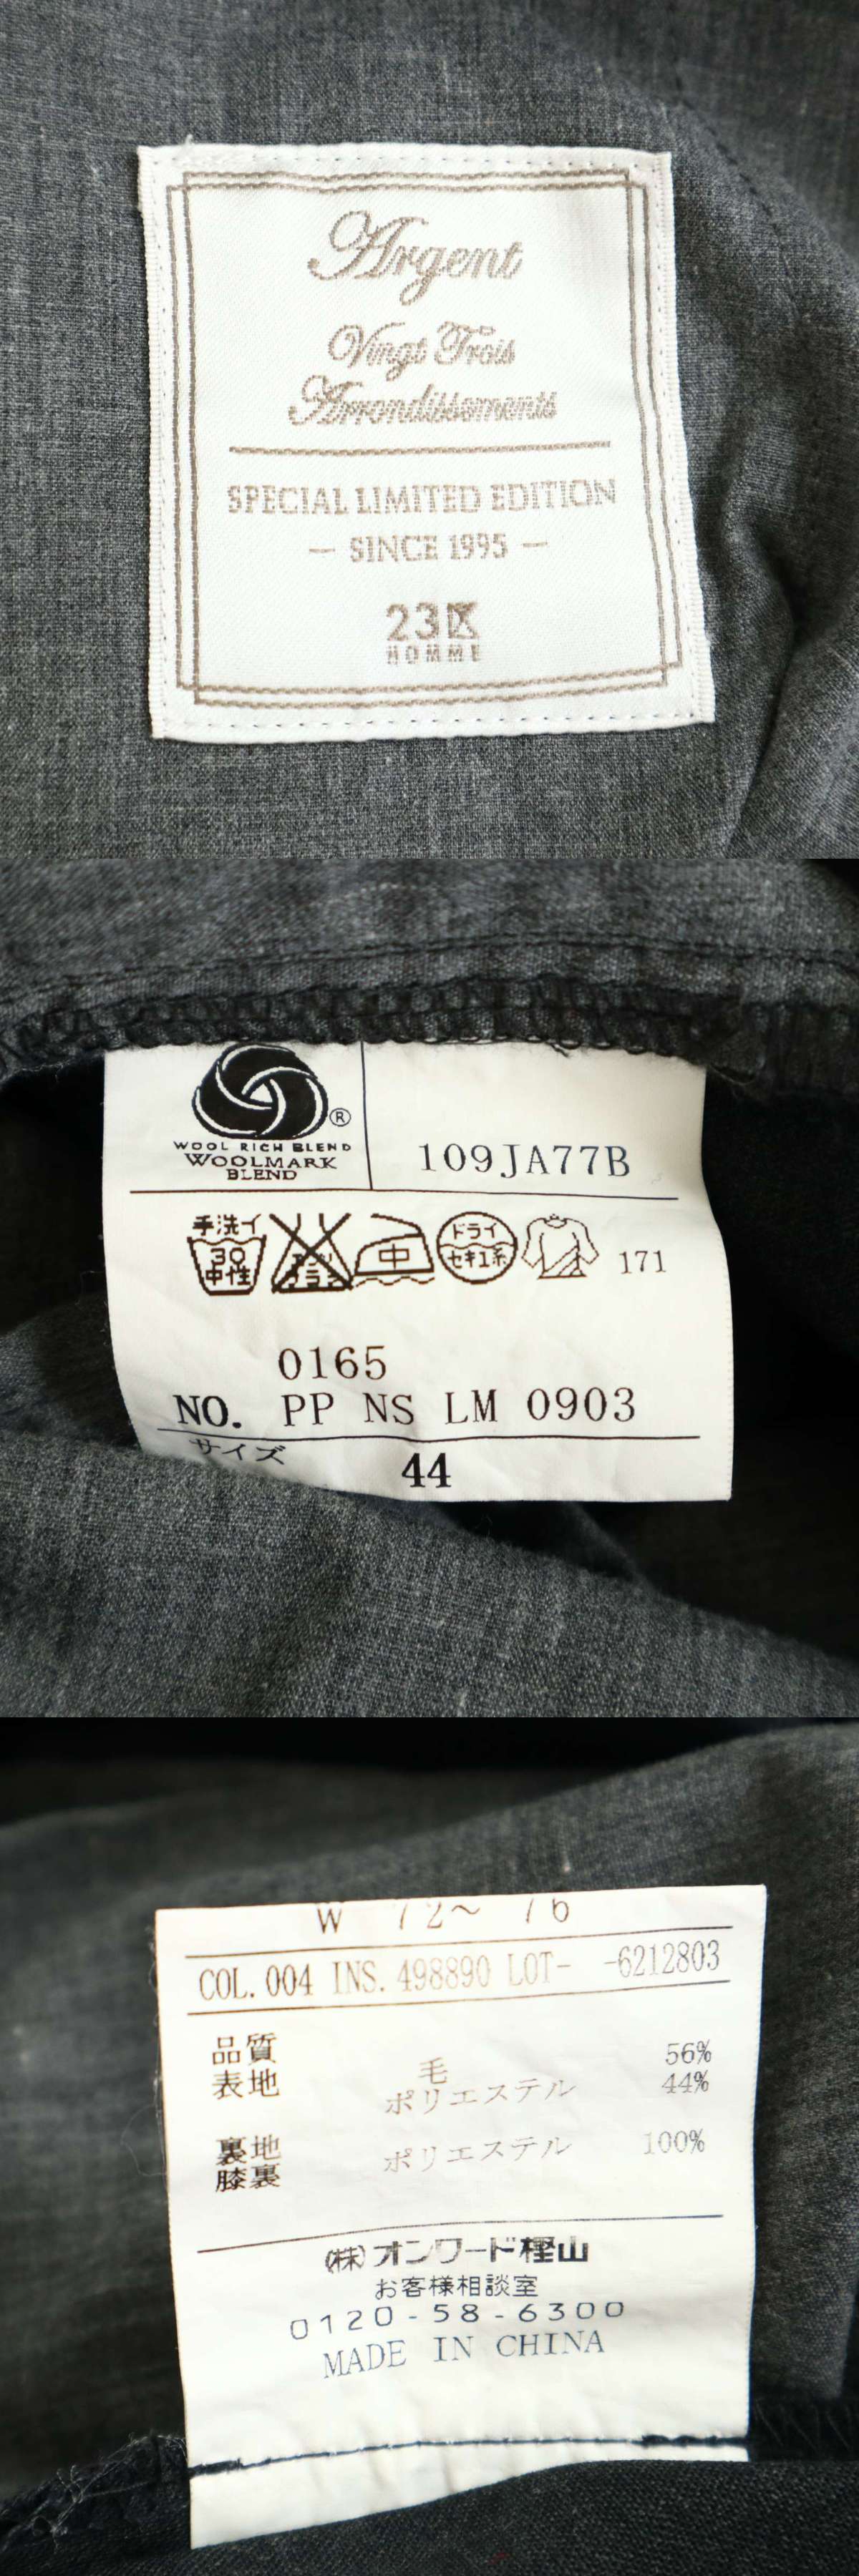 Argent
Vingt Trois
Arrondissements
SPECIAL LIMITED EDITION
— SINCE 1995 —
23区
HOMME
®
WOOL RICH BLEND
WOOLMARK
BLEND
109JA77B
手洗イ
30
中性
中
ドライ
セキユ系
171
0165
NO. PP NS LM 0903
サイズ 44
W 72~ 76
COL.004 INS.498890 LOT- -6212803
品質
表地 毛 56%
ポリエステル 44%
裏地 ポリエステル 100%
膝裏
(株)オンワード樫山
お客様相談室
0120-58-6300
MADE IN CHINA